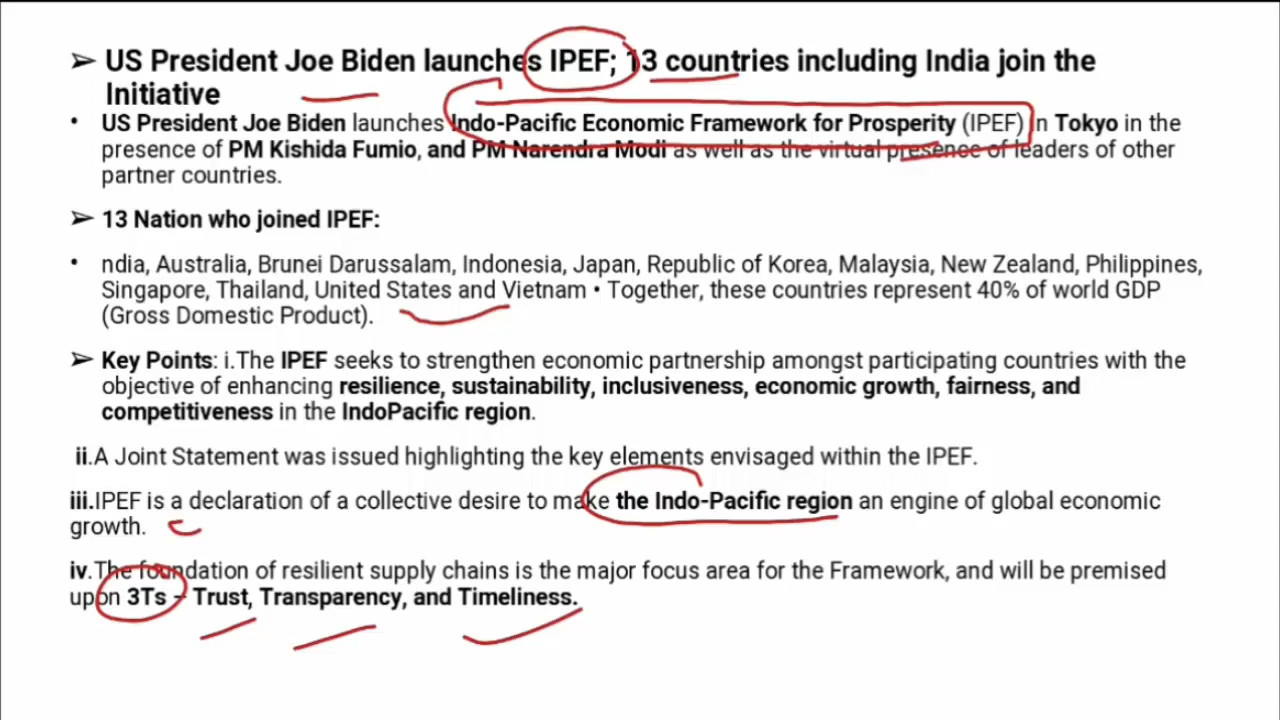 ➢ US President Joe Biden launches IPEF; 13 countries including India join the
Initiative
• US President Joe Biden launches Indo-Pacific Economic Framework for Prosperity (IPEF) in Tokyo in the
presence of PM Kishida Fumio, and PM Narendra Modi as well as the virtual presence of leaders of other
partner countries.
➢ 13 Nation who joined IPEF:
• ndia, Australia, Brunei Darussalam, Indonesia, Japan, Republic of Korea, Malaysia, New Zealand, Philippines,
Singapore, Thailand, United States and Vietnam • Together, these countries represent 40% of world GDP
(Gross Domestic Product).
➢ Key Points: i.The IPEF seeks to strengthen economic partnership amongst participating countries with the
objective of enhancing resilience, sustainability, inclusiveness, economic growth, fairness, and
competitiveness in the IndoPacific region.
ii.A Joint Statement was issued highlighting the key elements envisaged within the IPEF.
iii.IPEF is a declaration of a collective desire to make the Indo-Pacific region an engine of global economic
growth.
iv.The foundation of resilient supply chains is the major focus area for the Framework, and will be premised
upon 3Ts – Trust, Transparency, and Timeliness.